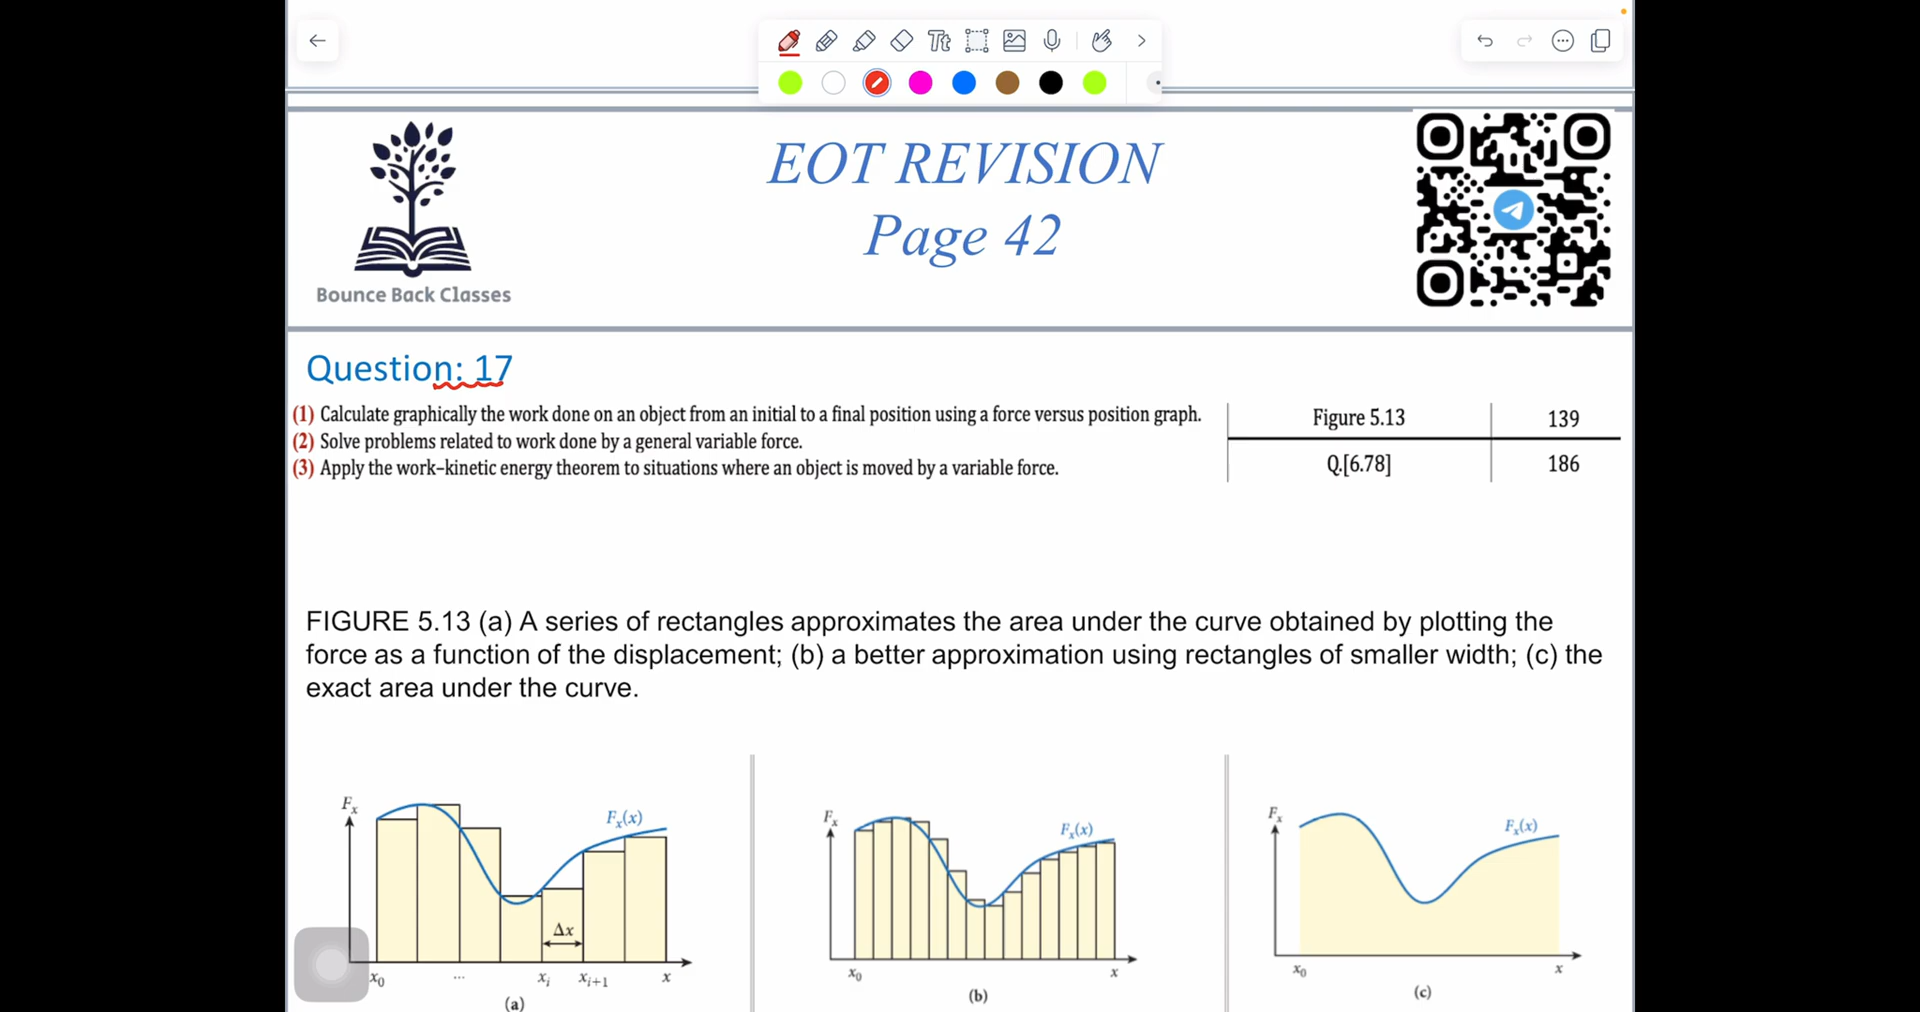 Tt
EOT REVISION
Page 42
Bounce Back Classes
Question: 17
(1) Calculate graphically the work done on an object from an initial to a final position using a force versus position graph.
(2) Solve problems related to work done by a general variable force.
(3) Apply the work–kinetic energy theorem to situations where an object is moved by a variable force.
Figure 5.13 139
Q.[6.78] 186
FIGURE 5.13 (a) A series of rectangles approximates the area under the curve obtained by plotting the
force as a function of the displacement; (b) a better approximation using rectangles of smaller width; (c) the
exact area under the curve.
Fx
Fx(x)
Δx
x0 ... xi xi+1 x
(a)
Fx
Fx(x)
x0 x
(b)
Fx
Fx(x)
x0 x
(c)